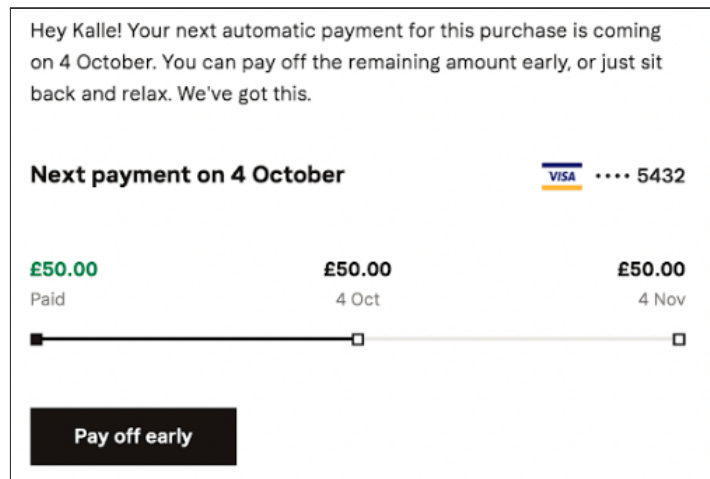 Hey Kalle! Your next automatic payment for this purchase is coming
on 4 October. You can pay off the remaining amount early, or just sit
back and relax. We've got this.
Next payment on 4 October VISA •••• 5432
£50.00 £50.00 £50.00
Paid 4 Oct 4 Nov
Pay off early